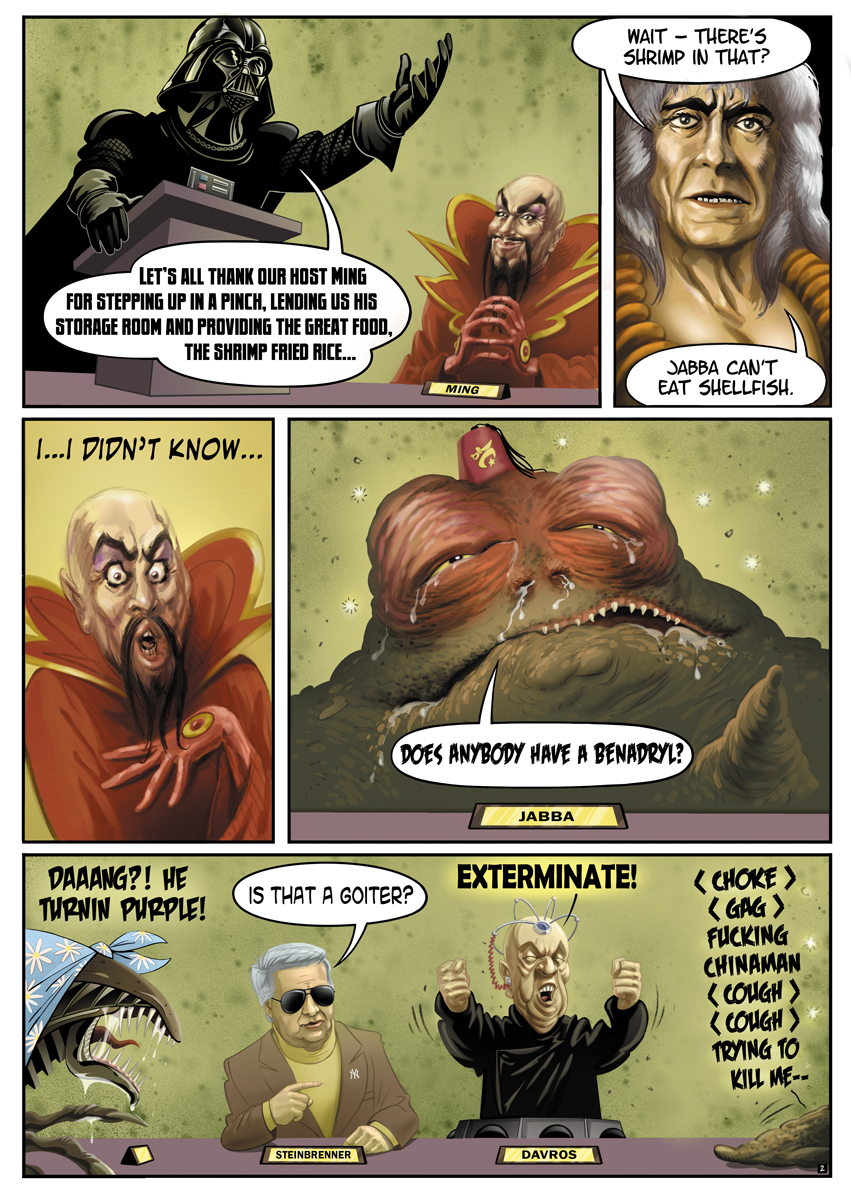 LET'S ALL THANK OUR HOST MING
FOR STEPPING UP IN A PINCH, LENDING US HIS
STORAGE ROOM AND PROVIDING THE GREAT FOOD,
THE SHRIMP FRIED RICE...
MING
WAIT – THERE'S
SHRIMP IN THAT?
JABBA CAN'T
EAT SHELLFISH.
I...I DIDN'T KNOW...
DOES ANYBODY HAVE A BENADRYL?
JABBA
DAAANG?! HE
TURNIN PURPLE!
IS THAT A GOITER?
NY
STEINBRENNER
EXTERMINATE!
DAVROS
< CHOKE >
< GAG >
FUCKING
CHINAMAN
< COUGH >
< COUGH >
TRYING TO
KILL ME--
2